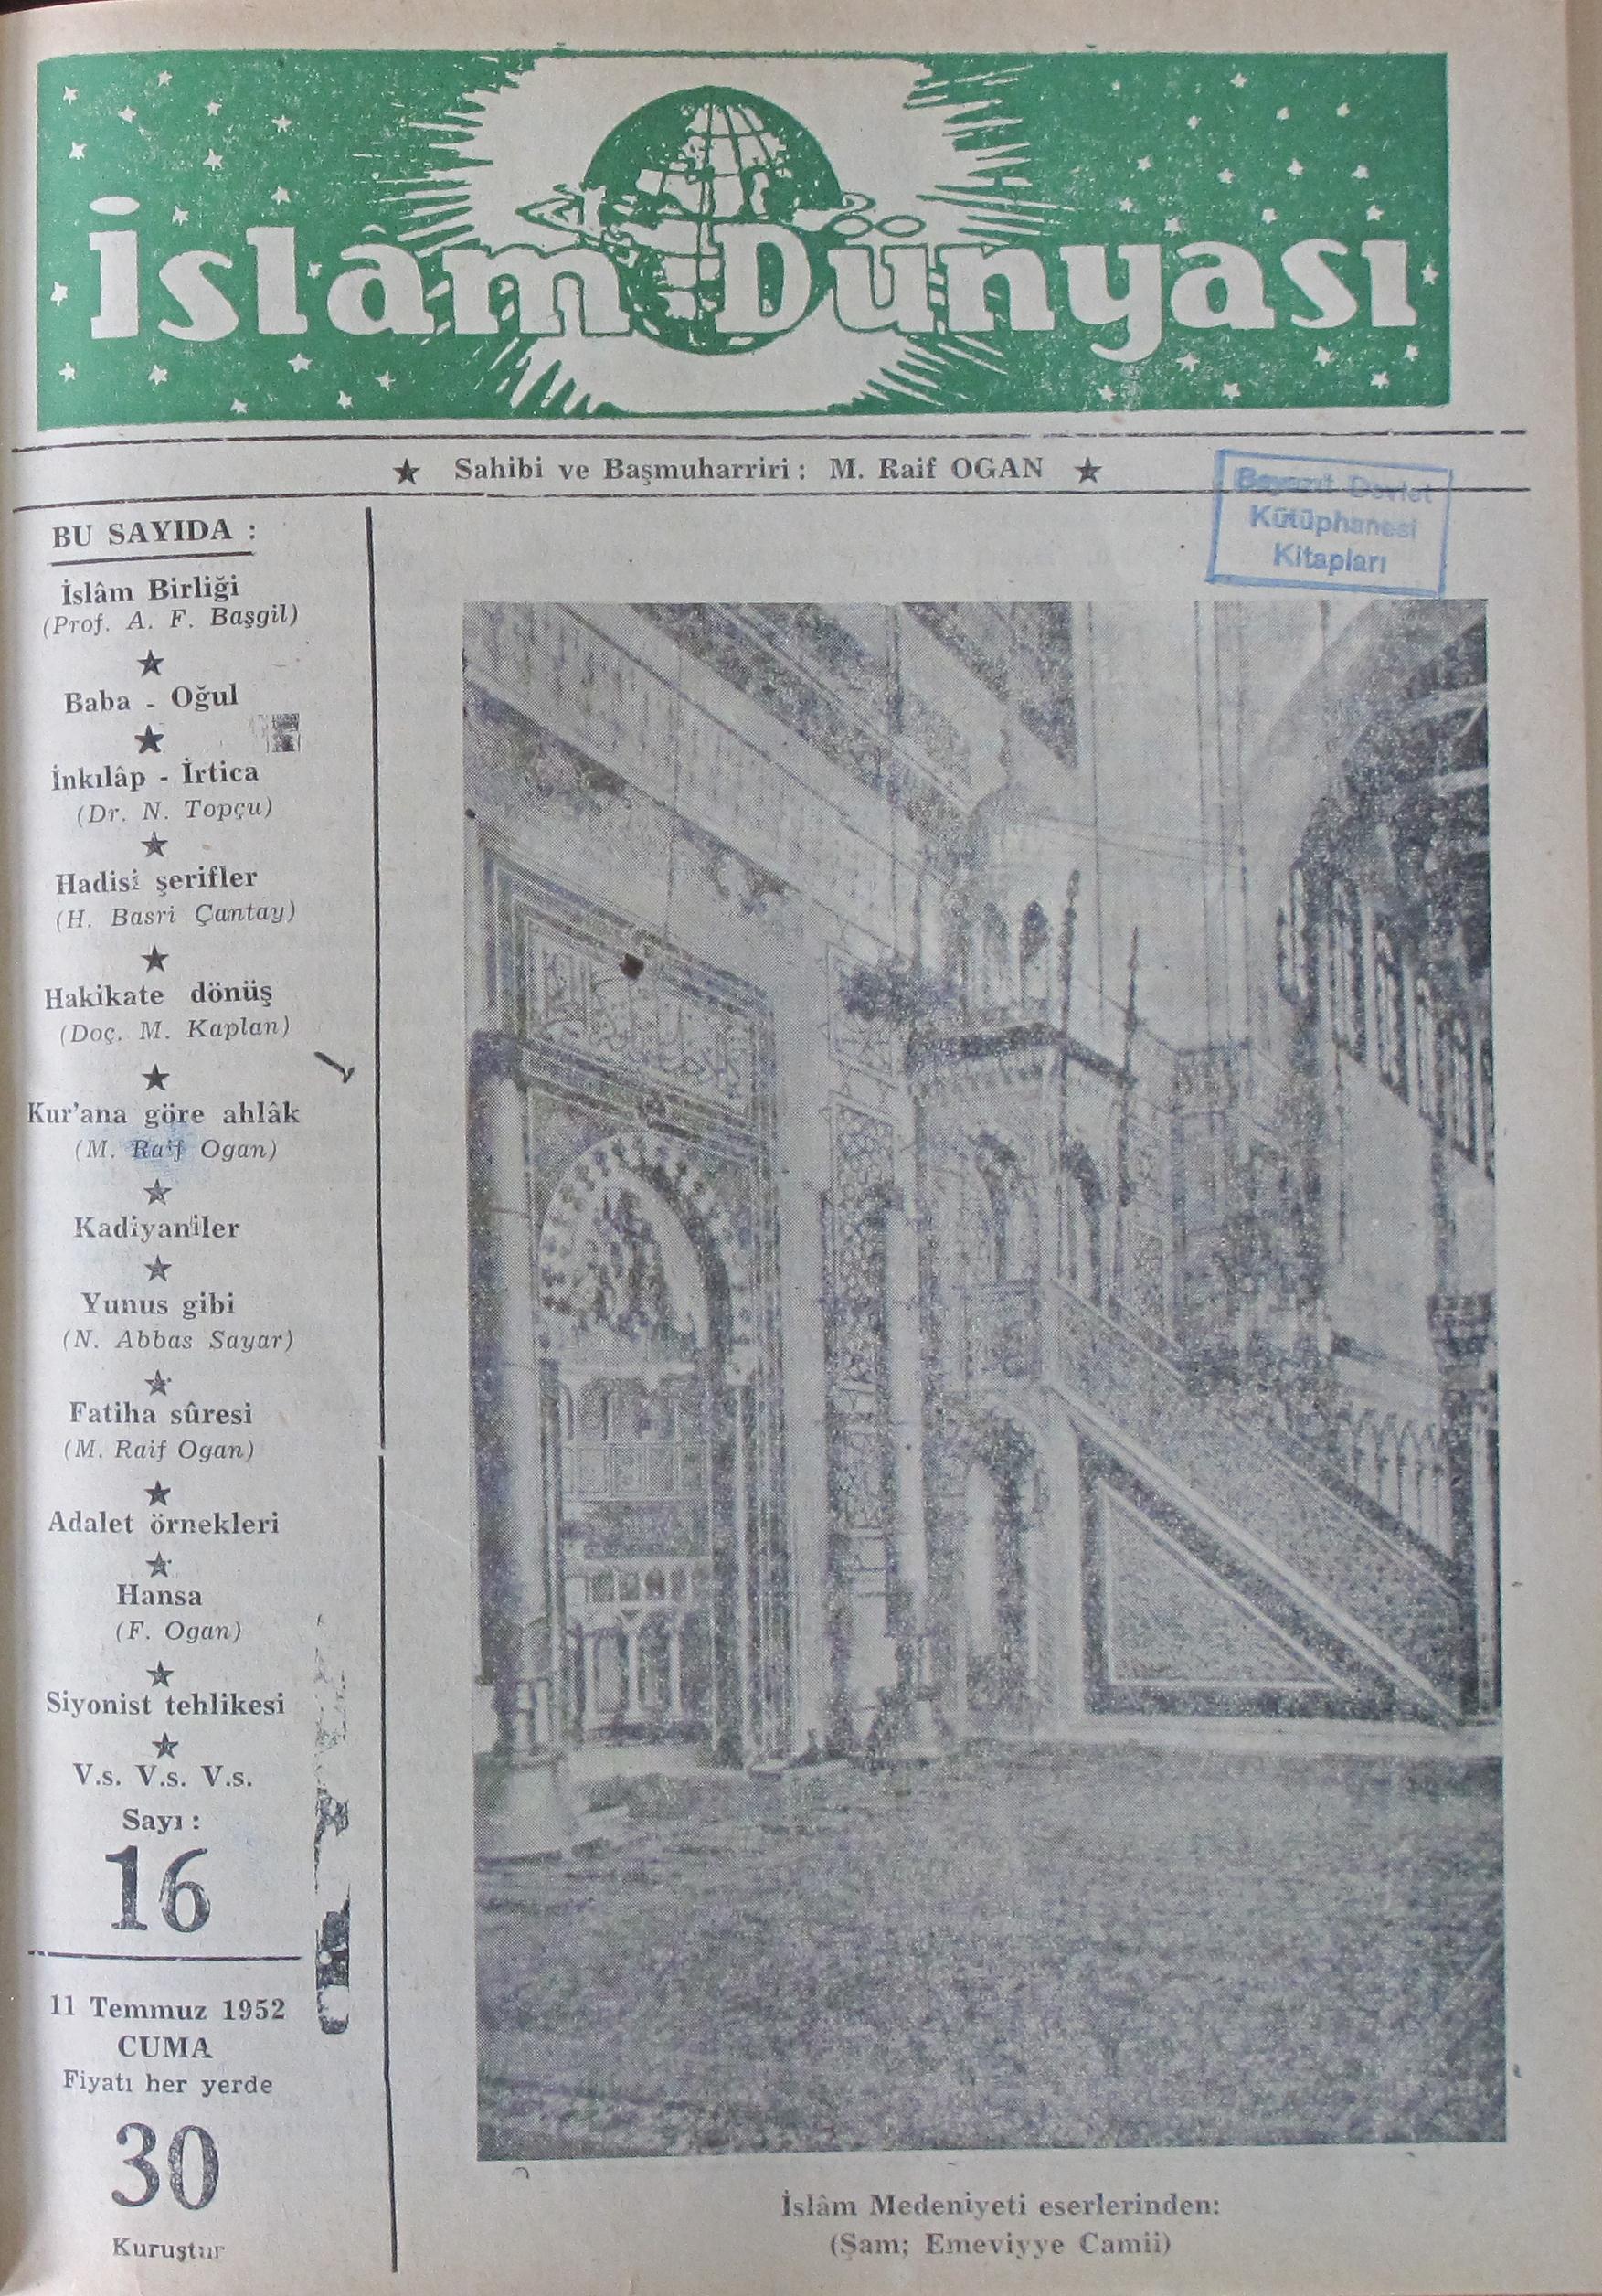 İslâm Dünyası
★ Sahibi ve Başmuharriri : M. Raif OGAN ★
Beyazıt Devlet
Kütüphanesi
Kitapları
BU SAYIDA :
İslâm Birliği
(Prof. A. F. Başgil)
★
Baba - Oğul
★
İnkılâp - İrtica
(Dr. N. Topçu)
★
Hadisi şerifler
(H. Basri Çantay)
★
Hakikate dönüş
(Doç. M. Kaplan)
★
Kur'ana göre ahlâk
(M. Raif Ogan)
★
Kadiyaniler
★
Yunus gibi
(N. Abbas Sayar)
★
Fatiha sûresi
(M. Raif Ogan)
★
Adalet örnekleri
★
Hansa
(F. Ogan)
★
Siyonist tehlikesi
★
V.s. V.s. V.s.
Sayı :
16
11 Temmuz 1952
CUMA
Fiyatı her yerde
30
Kuruştur
İslâm Medeniyeti eserlerinden:
(Şam; Emeviyye Camii)